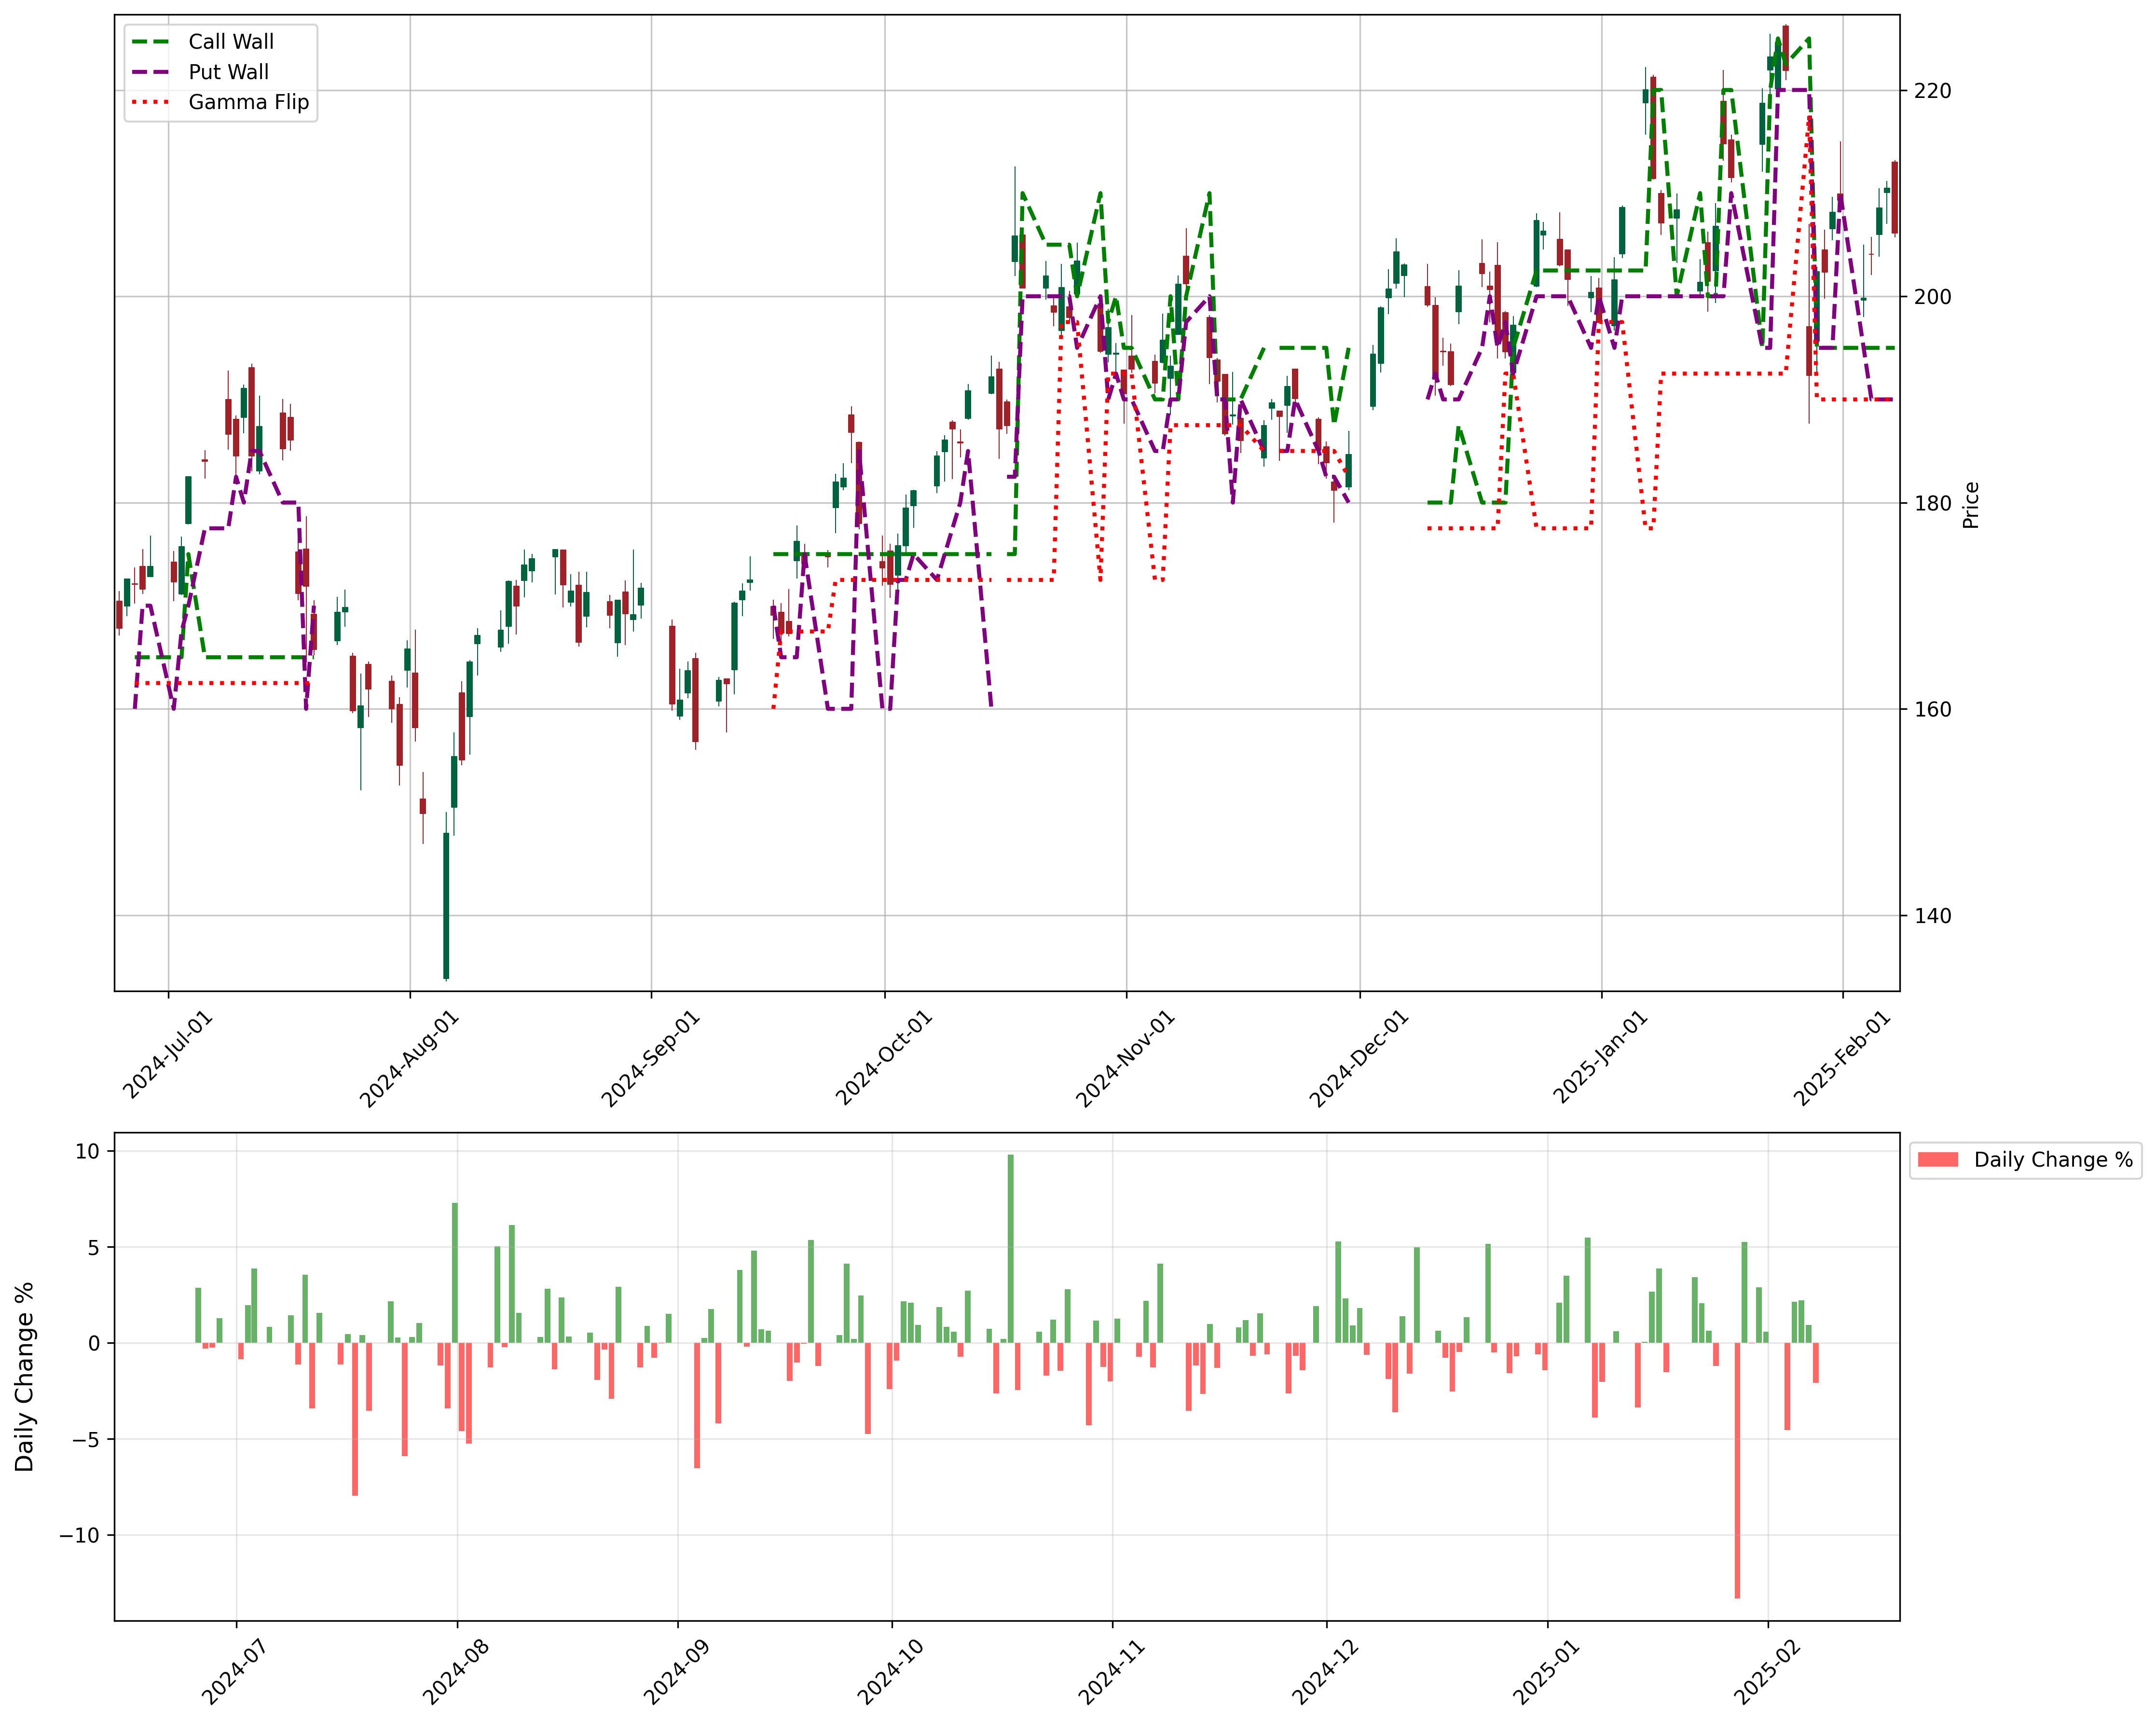 Call Wall
Put Wall
Gamma Flip
220
200
180
160
140
Price
2024-Jul-01
2024-Aug-01
2024-Sep-01
2024-Oct-01
2024-Nov-01
2024-Dec-01
2025-Jan-01
2025-Feb-01
Daily Change %
10
5
0
−5
−10
Daily Change %
2024-07
2024-08
2024-09
2024-10
2024-11
2024-12
2025-01
2025-02